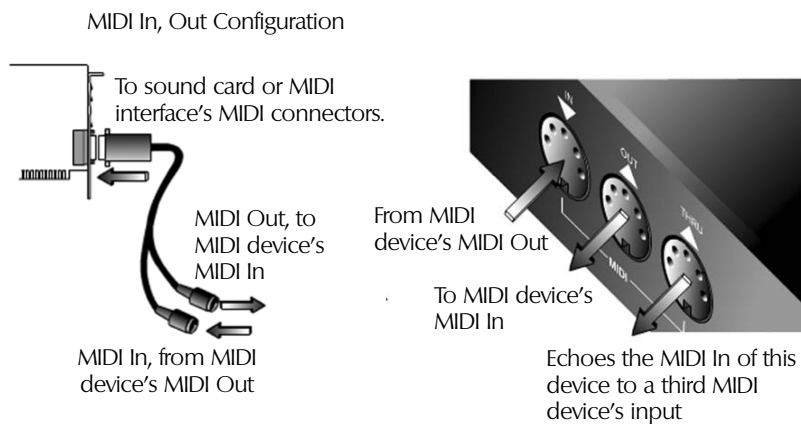 MIDI In, Out Configuration
To sound card or MIDI
interface's MIDI connectors.
MIDI Out, to
MIDI device's
MIDI In
MIDI In, from MIDI
device's MIDI Out
From MIDI
device's MIDI Out
To MIDI device's
MIDI In
IN
OUT
THRU
MIDI
Echoes the MIDI In of this
device to a third MIDI
device's input